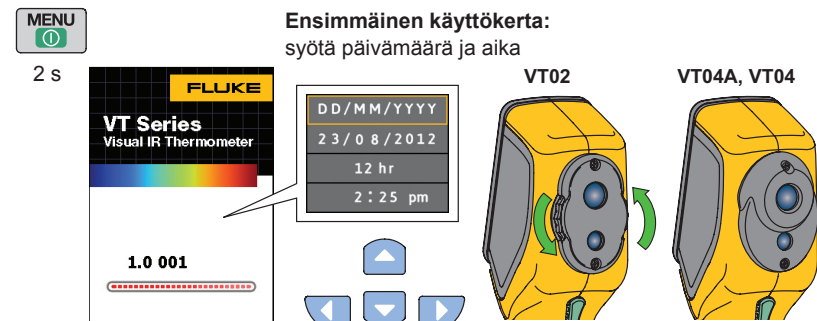 MENU
2 s
Ensimmäinen käyttökerta:
syötä päivämäärä ja aika
FLUKE
VT Series
Visual IR Thermometer
1.0 001
DD/MM/YYYY
23/08/2012
12 hr
2:25 pm
VT02
VT04A, VT04